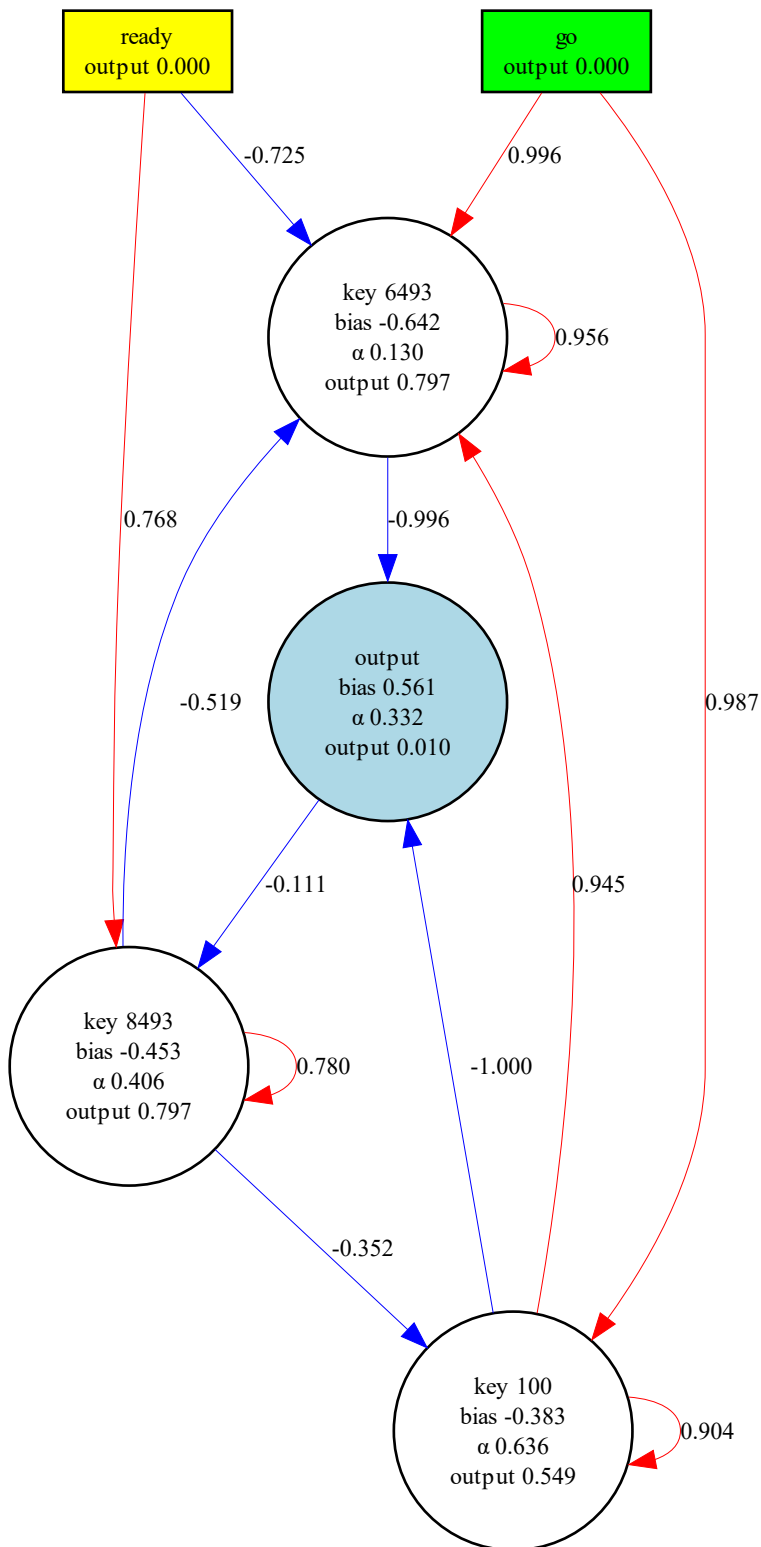 ready
output 0.000
go
output 0.000
-0.725
0.996
key 6493
bias -0.642
α 0.130
output 0.797
0.956
0.768
-0.996
-0.519
output
bias 0.561
α 0.332
output 0.010
0.987
-0.111
0.945
key 8493
bias -0.453
α 0.406
output 0.797
0.780
-1.000
-0.352
key 100
bias -0.383
α 0.636
output 0.549
0.904